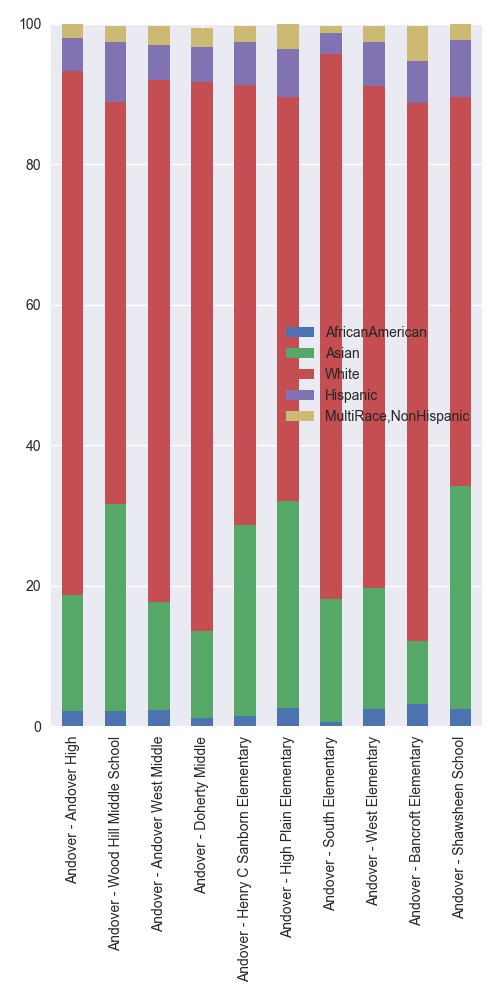 100
80
60
40
20
0
AfricanAmerican
Asian
White
Hispanic
MultiRace,NonHispanic
Andover - Andover High
Andover - Wood Hill Middle School
Andover - Andover West Middle
Andover - Doherty Middle
Andover - Henry C Sanborn Elementary
Andover - High Plain Elementary
Andover - South Elementary
Andover - West Elementary
Andover - Bancroft Elementary
Andover - Shawsheen School